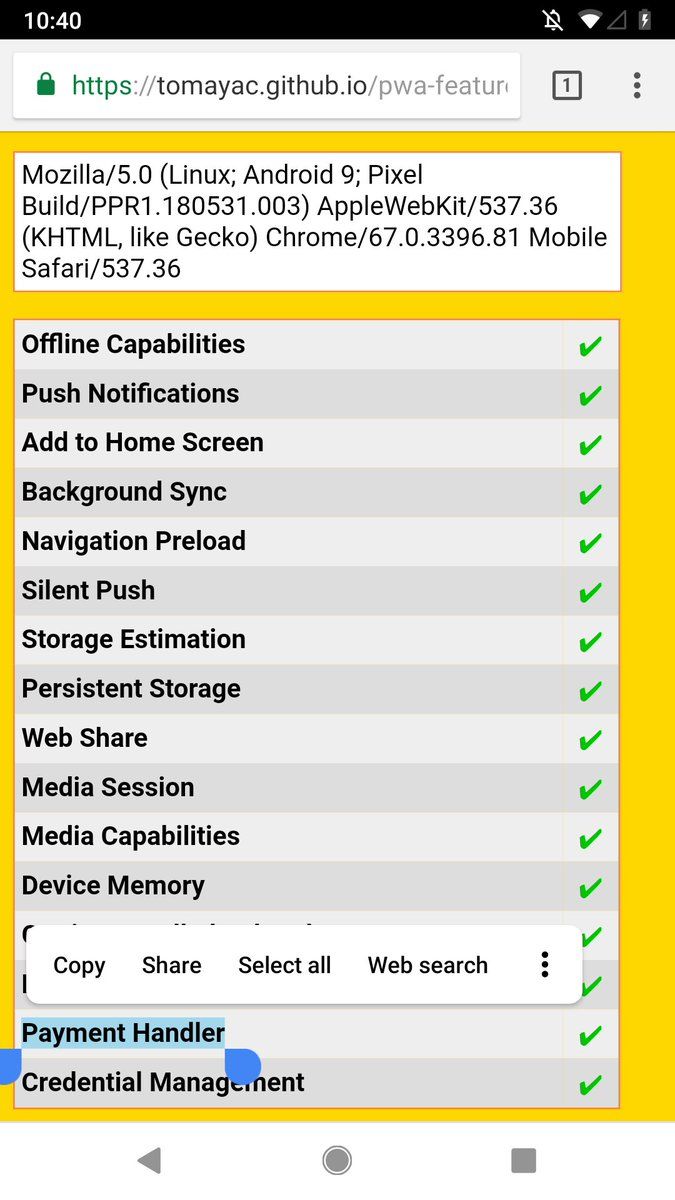 10:40
https://tomayac.github.io/pwa-feature
1
Mozilla/5.0 (Linux; Android 9; Pixel
Build/PPR1.180531.003) AppleWebKit/537.36
(KHTML, like Gecko) Chrome/67.0.3396.81 Mobile
Safari/537.36
Offline Capabilities ✔
Push Notifications ✔
Add to Home Screen ✔
Background Sync ✔
Navigation Preload ✔
Silent Push ✔
Storage Estimation ✔
Persistent Storage ✔
Web Share ✔
Media Session ✔
Media Capabilities ✔
Device Memory ✔
Copy Share Select all Web search
Payment Handler ✔
Credential Management ✔